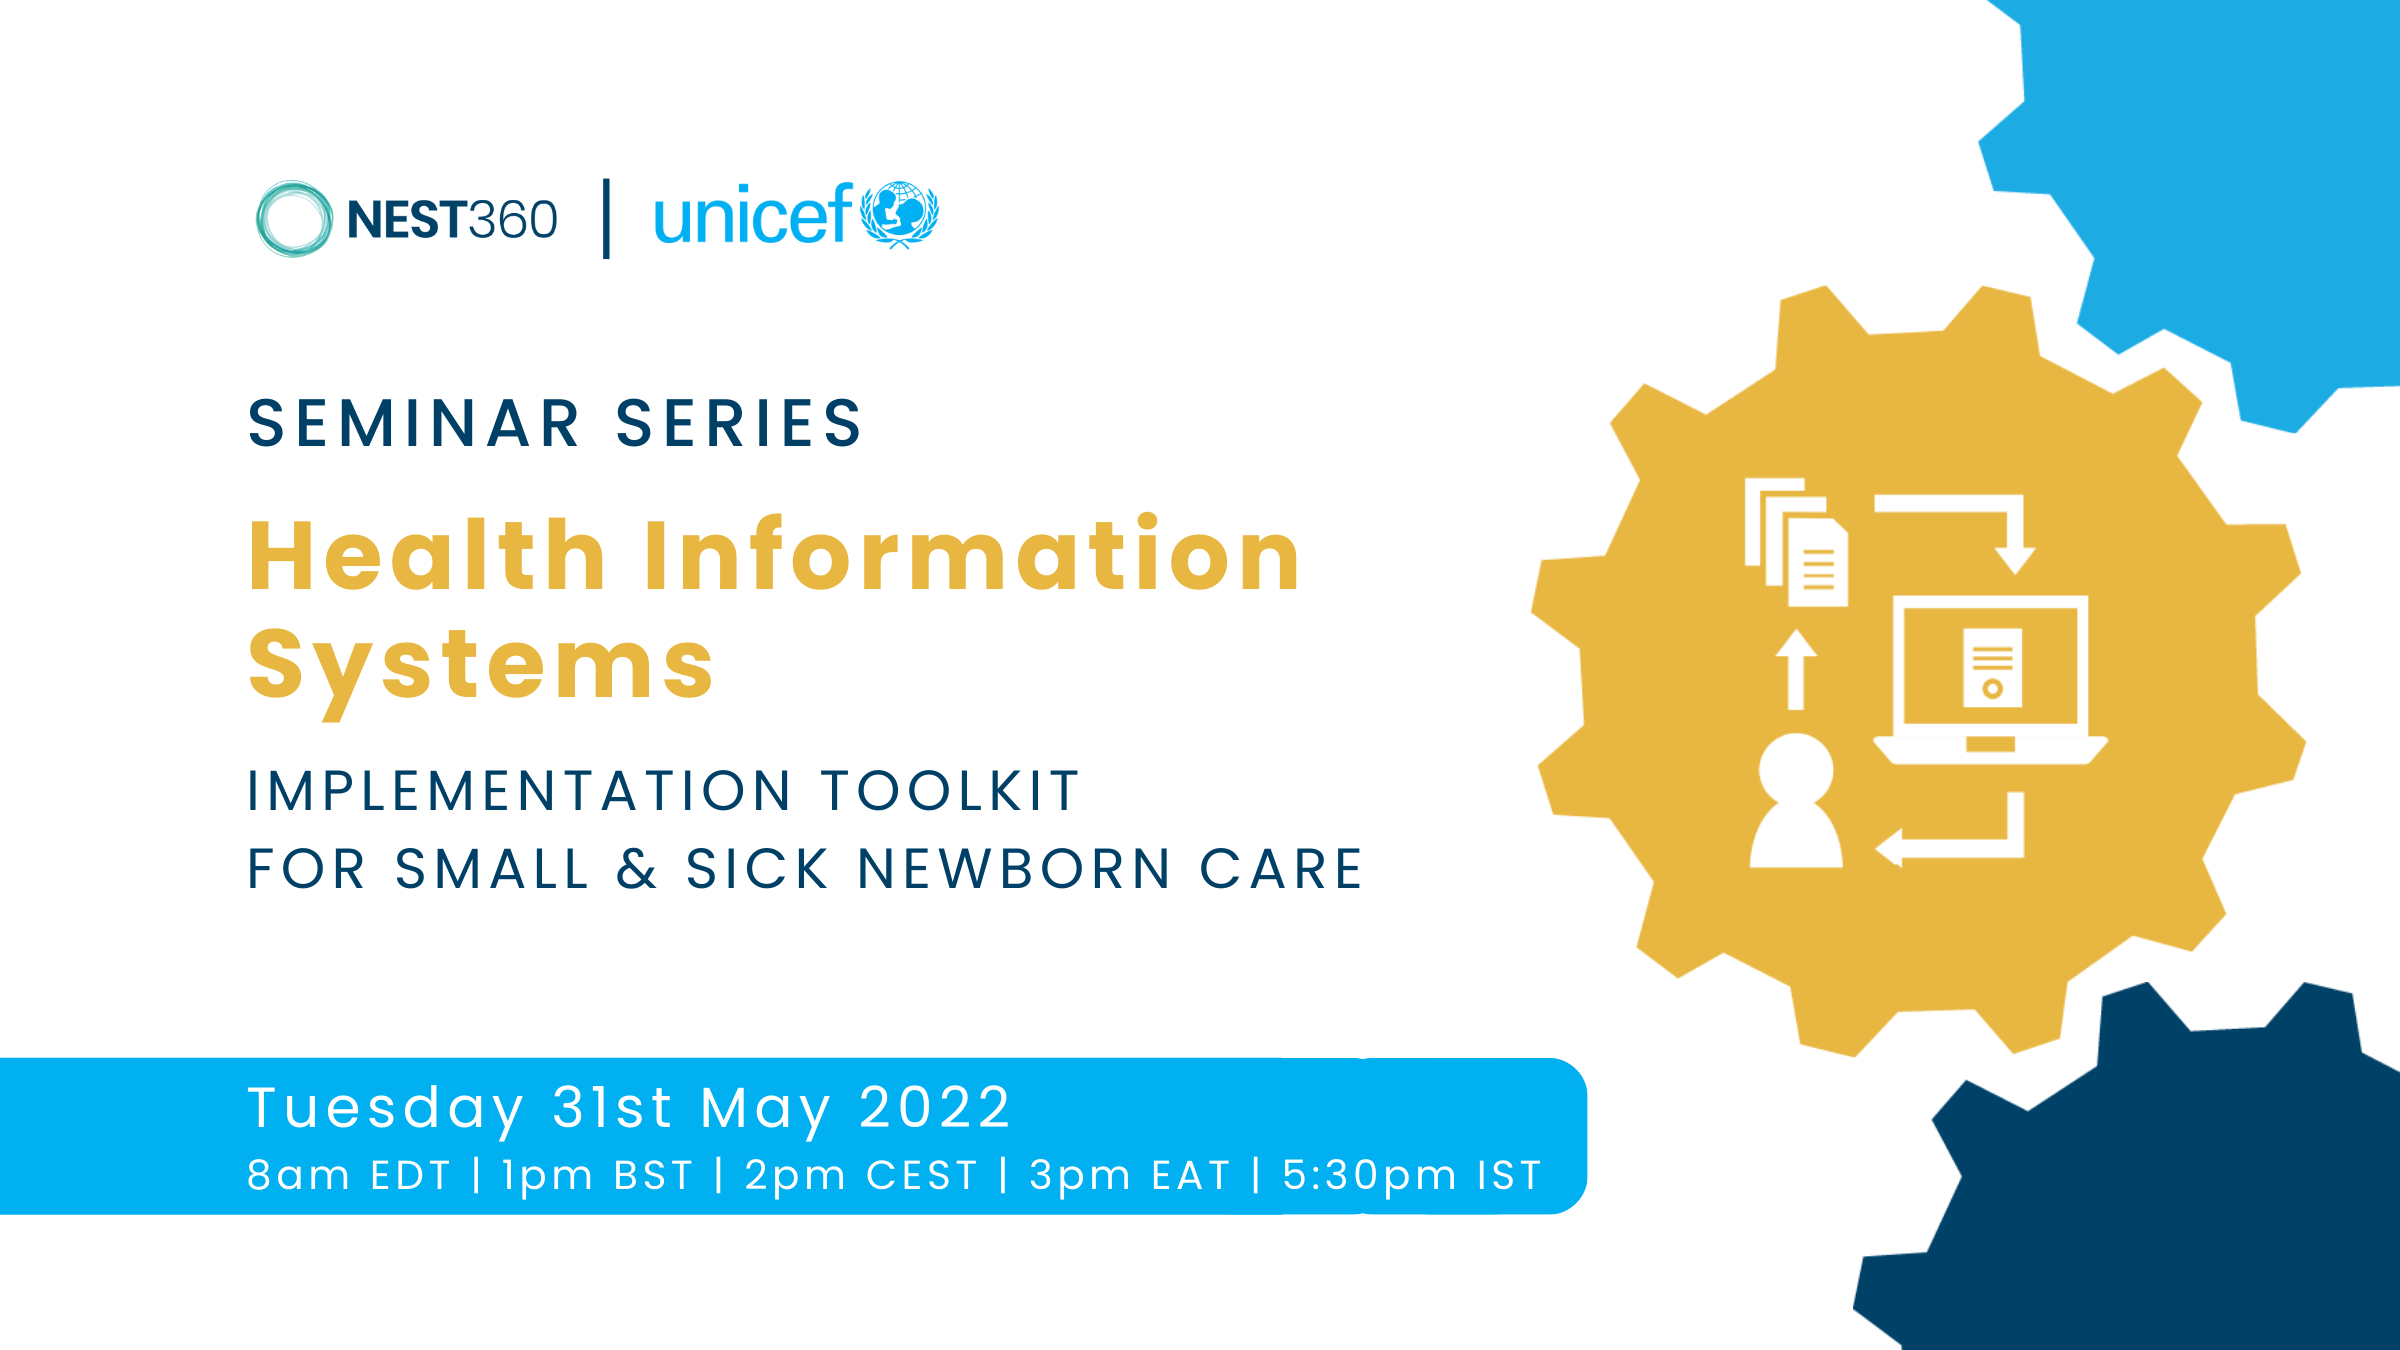 NEST360 | unicef
SEMINAR SERIES
Health Information
Systems
IMPLEMENTATION TOOLKIT
FOR SMALL & SICK NEWBORN CARE
Tuesday 31st May 2022
8am EDT | 1pm BST | 2pm CEST | 3pm EAT | 5:30pm IST